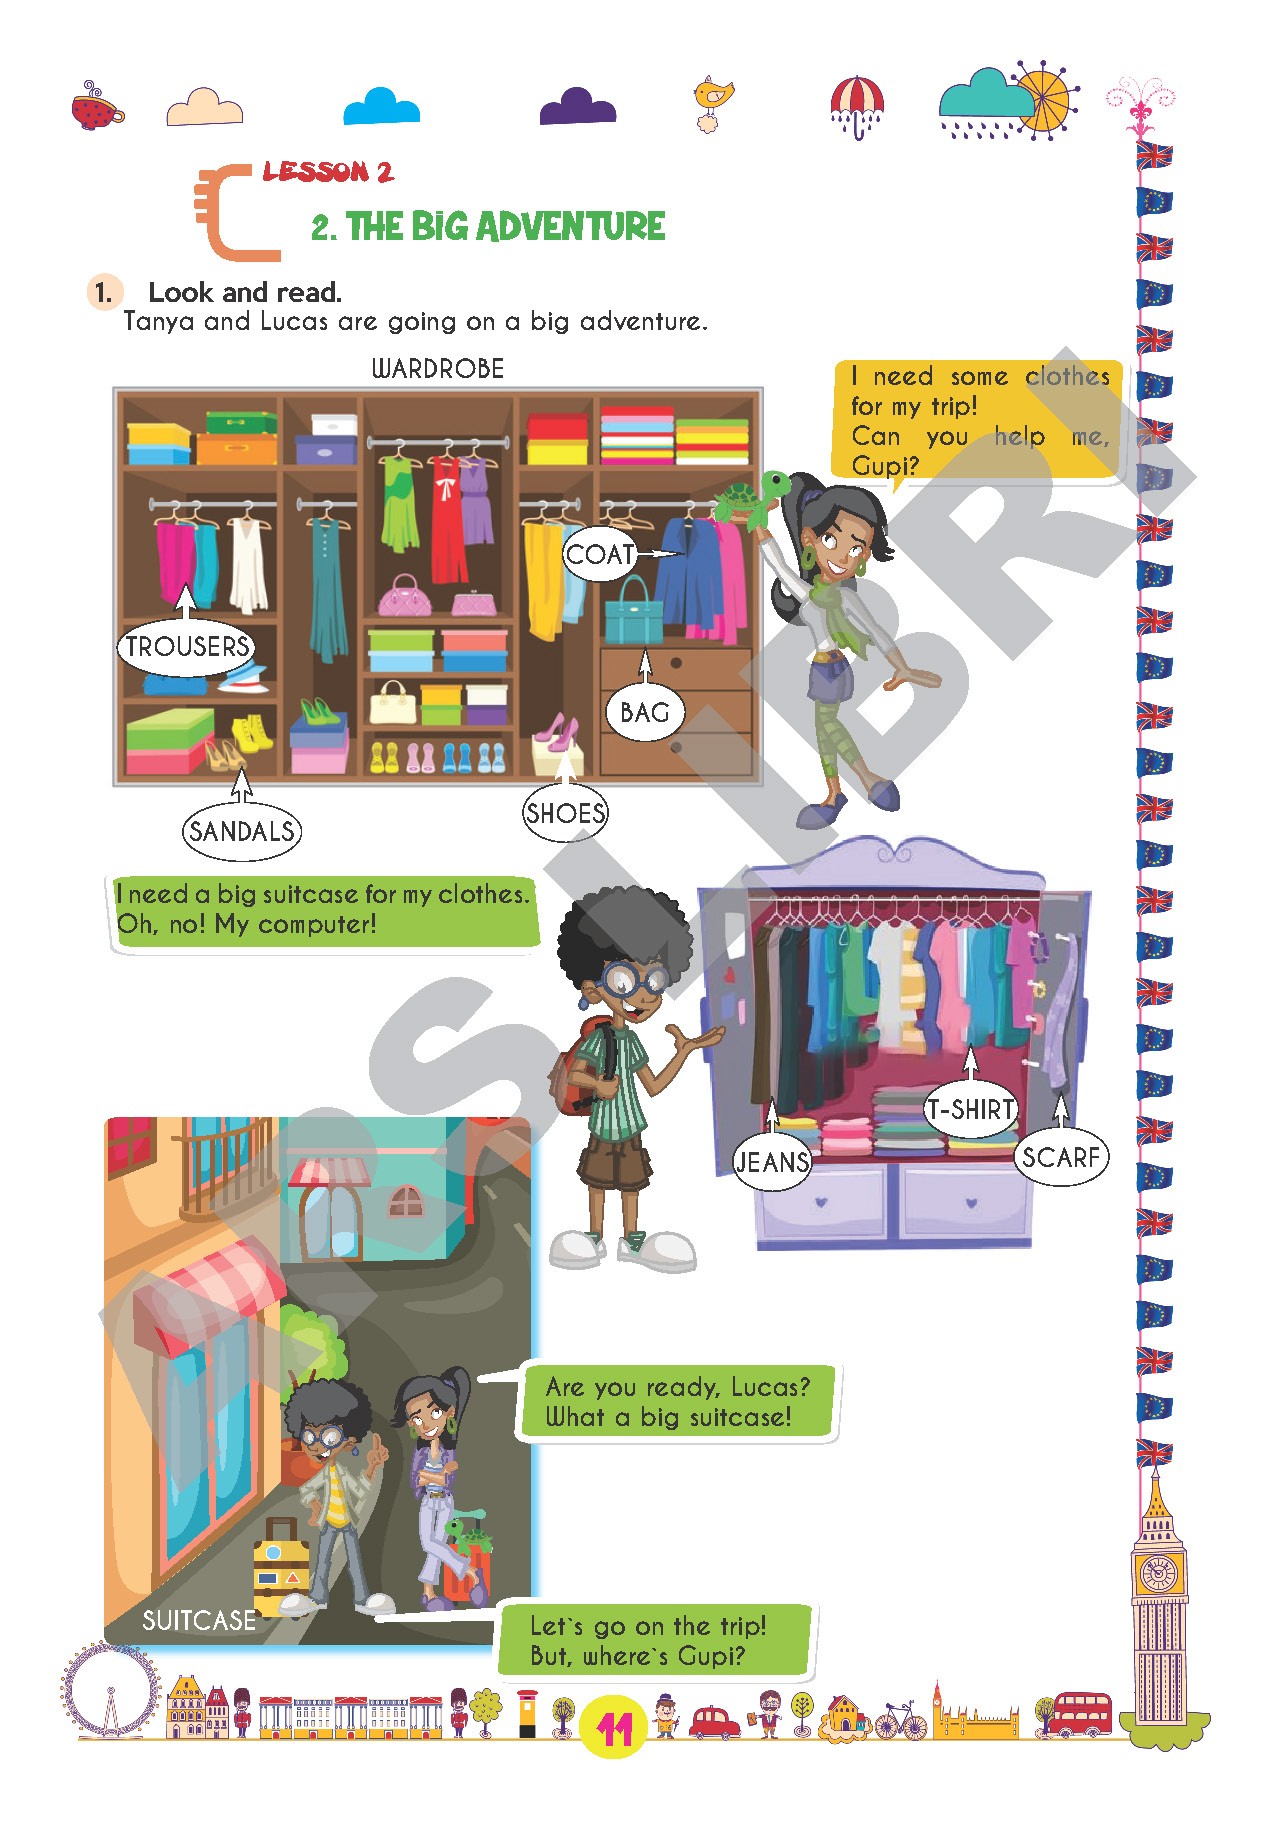 LESSON 2
2. THE BIG ADVENTURE
1. Look and read.
Tanya and Lucas are going on a big adventure.
WARDROBE
I need some clothes
for my trip!
Can you help me,
Gupi?
COAT
TROUSERS
BAG
SHOES
SANDALS
I need a big suitcase for my clothes.
Oh, no! My computer!
T-SHIRT
JEANS
SCARF
Are you ready, Lucas?
What a big suitcase!
SUITCASE
Let`s go on the trip!
But, where`s Gupi?
11